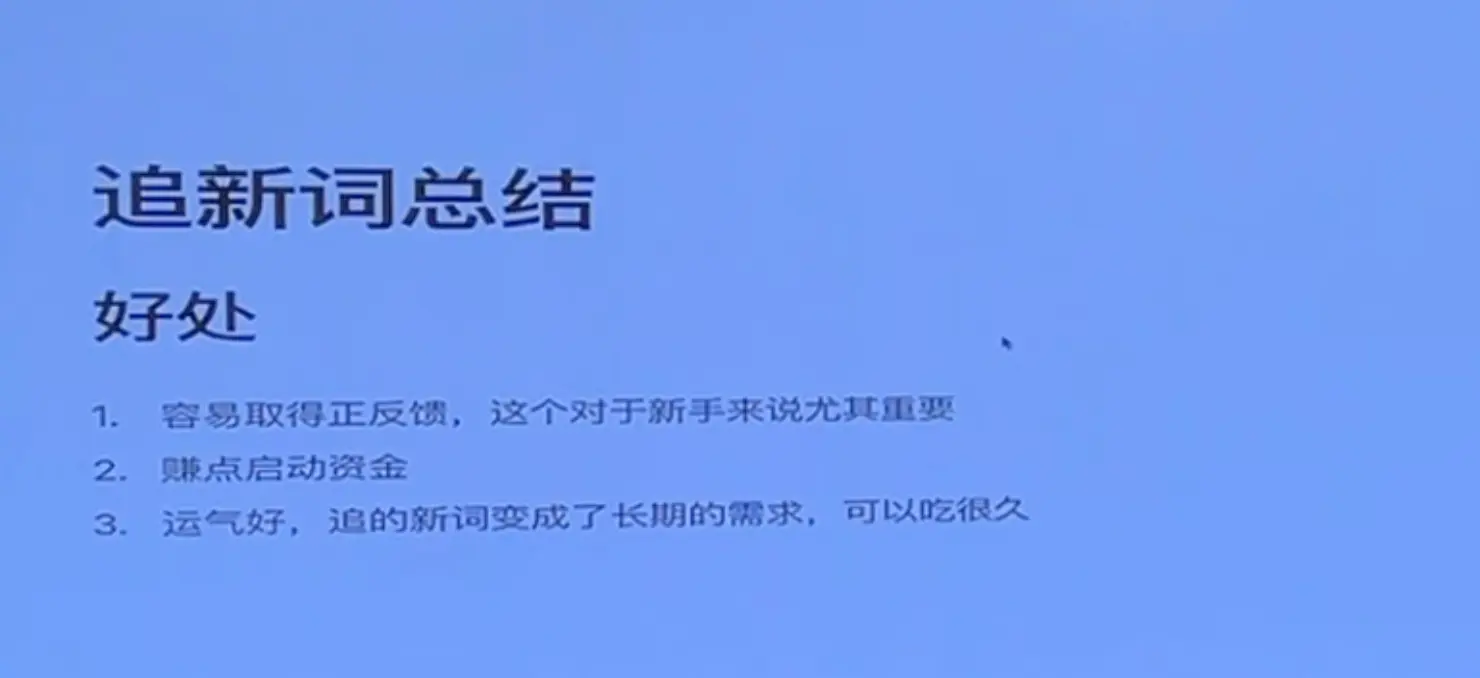 追新词总结
好处
1. 容易取得正反馈，这个对于新手来说尤其重要
2. 赚点启动资金
3. 运气好，追的新词变成了长期的需求，可以吃很久